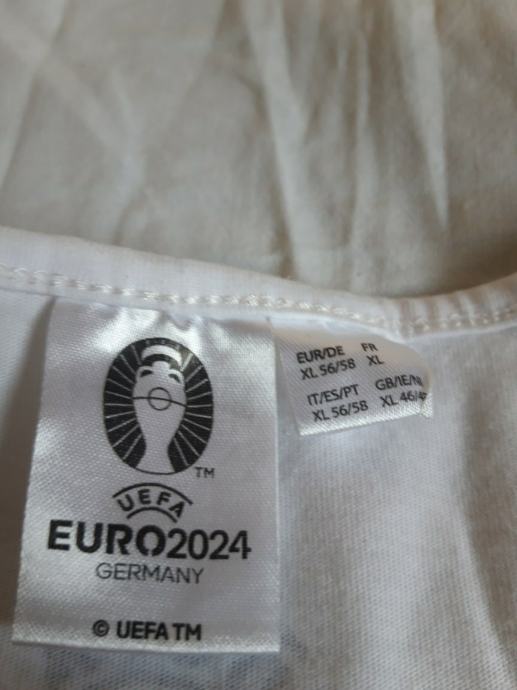 TM
UEFA
EURO2024
GERMANY
© UEFA TM
EUR/DE FR
XL 56/58 XL
IT/ES/PT GB/IE/
XL 56/58 XL 46/